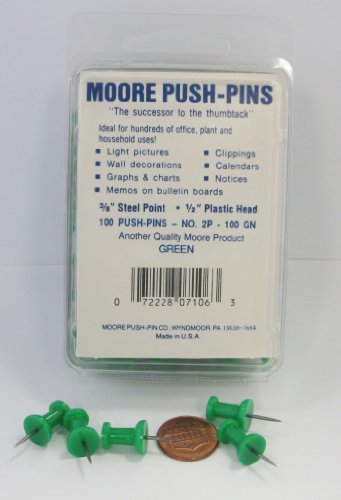 MOORE PUSH-PINS
"The successor to the thumbtack"
Ideal for hundreds of office, plant and
household uses!
• Light pictures • Clippings
• Wall decorations • Calendars
• Graphs & charts • Notices
• Memos on bulletin boards
3/8" Steel Point • 1/2" Plastic Head
100 PUSH-PINS – NO. 2P - 100 GN
Another Quality Moore Product
GREEN
0 72228 07106 3
MOORE PUSH-PIN CO., WYNDMOOR, PA 19038-7664
Made in U.S.A.